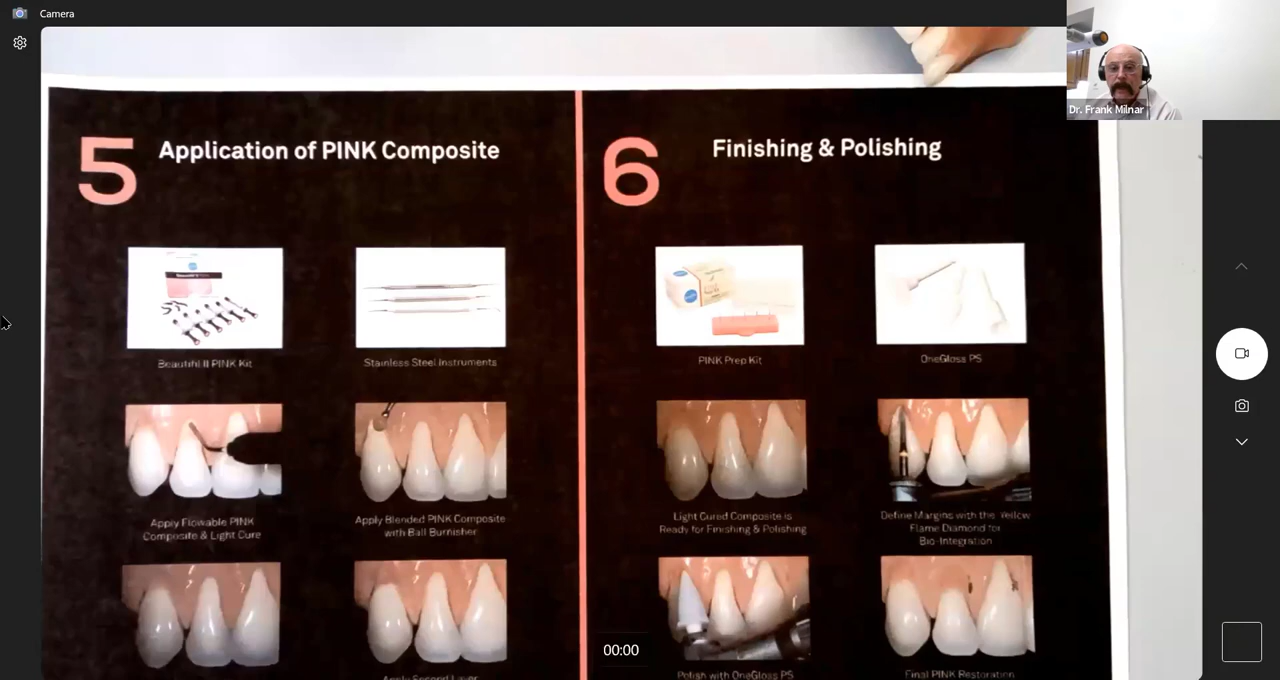 Camera
Dr. Frank Milnar
5
Application of PINK Composite
Beautifil II PINK Kit
Stainless Steel Instruments
Apply Flowable PINK
Composite & Light Cure
Apply Blended PINK Composite
with Ball Burnisher
Apply Second Layer
6
Finishing & Polishing
PINK Prep Kit
OneGloss PS
Light Cured Composite is
Ready for Finishing & Polishing
Define Margins with the Yellow
Flame Diamond for
Bio-Integration
Polish with OneGloss PS
Final PINK Restoration
00:00